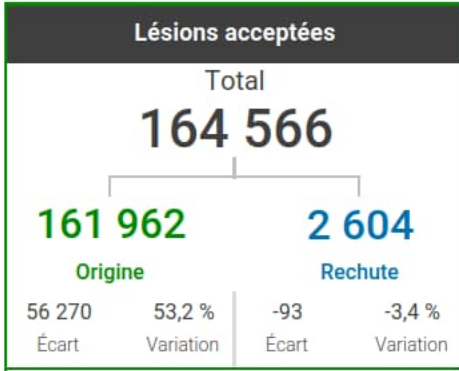 Lésions acceptées
Total
164 566
161 962 2 604
Origine Rechute
56 270 53,2 % -93 -3,4 %
Écart Variation Écart Variation